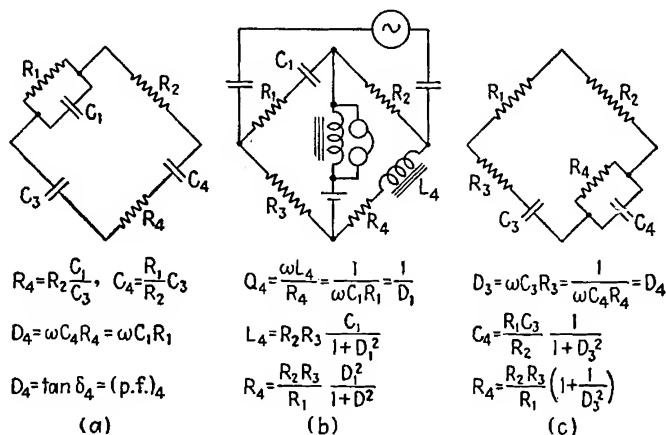 R₁ R₂ C₁ C₃ C₄ R₄
R₄=R₂ C₁/C₃, C₄=R₁/R₂ C₃
D₄=ωC₄R₄=ωC₁R₁
D₄=tan δ₄=(p.f.)₄
(a)
C₁ R₁ R₂ R₃ R₄ L₄
Q₄=ωL₄/R₄=1/ωC₁R₁=1/D₁
L₄=R₂R₃ C₁/1+D₁²
R₄=R₂R₃/R₁ D₁²/1+D²
(b)
R₁ R₂ R₃ R₄ C₃ C₄
D₃=ωC₃R₃=1/ωC₄R₄=D₄
C₄=R₁C₃/R₂ 1/1+D₃²
R₄=R₂R₃/R₁(1+1/D₃²)
(c)